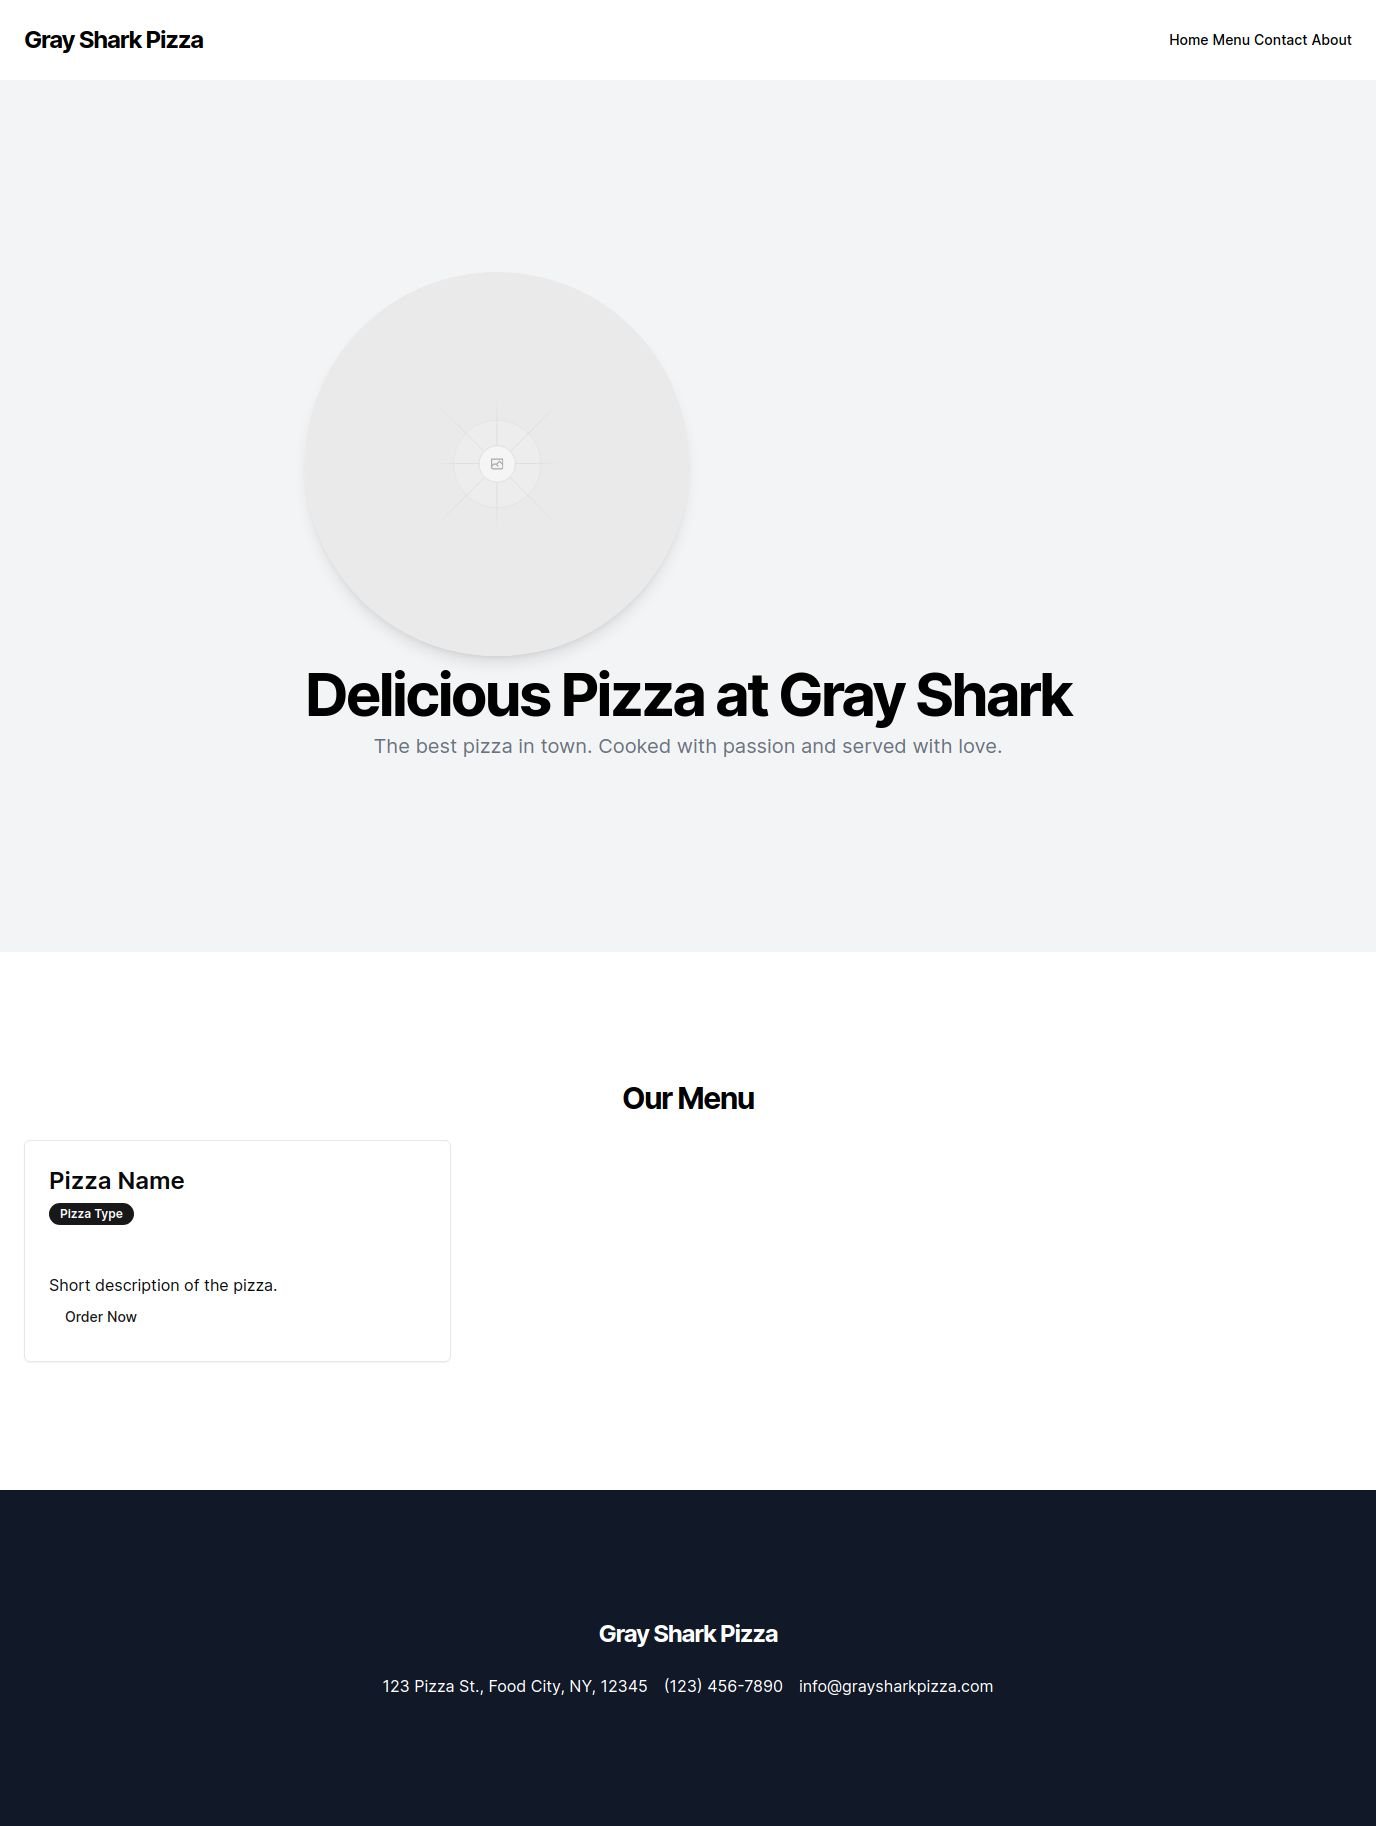 Gray Shark Pizza
Home Menu Contact About
Delicious Pizza at Gray Shark
The best pizza in town. Cooked with passion and served with love.
Our Menu
Pizza Name
Pizza Type
Short description of the pizza.
Order Now
Gray Shark Pizza
123 Pizza St., Food City, NY, 12345 (123) 456-7890 info@graysharkpizza.com